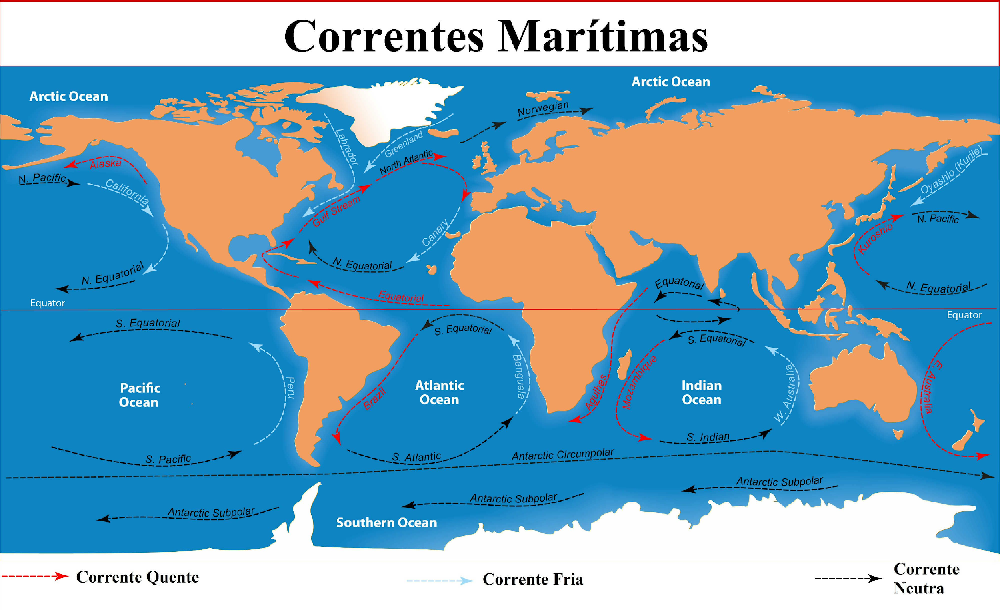 Correntes Marítimas
Arctic Ocean
Arctic Ocean
Norwegian
Labrador
Greenland
North Atlantic
Alaska
N. Pacific
California
Oyashio (Kurile)
Gulf Stream
N. Pacific
Kuroshio
Canary
N. Equatorial
N. Equatorial
Equatorial
N. Equatorial
Equatorial
Equator
Equator
S. Equatorial
S. Equatorial
S. Equatorial
Peru
Pacific
Ocean
Brazil
Atlantic
Ocean
Benguela
Agulhas
Mozambique
Indian
Ocean
W. Australia
E. Australia
S. Pacific
S. Atlantic
S. Indian
Antarctic Circumpolar
Antarctic Subpolar
Antarctic Subpolar
Antarctic Subpolar
Southern Ocean
Corrente Quente
Corrente Fria
Corrente
Neutra